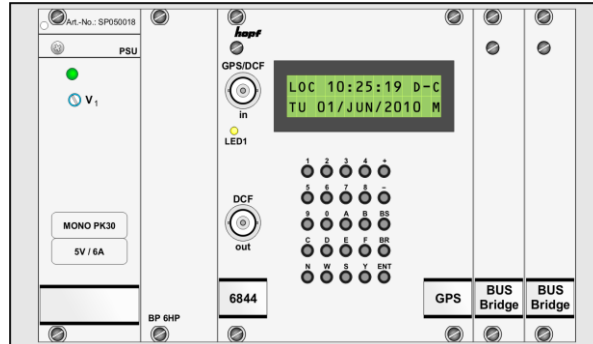 Art.-No.: SP050018
PSU
V1
MONO PK30
5V / 6A
BP 6HP
hopf
GPS/DCF
in
LED1
DCF
out
LOC 10:25:19 D-C
TU 01/JUN/2010 M
1 2 3 4 +
5 6 7 8 –
9 0 A B BS
C D E F BR
N W S Y ENT
6844
GPS
BUS
Bridge
BUS
Bridge